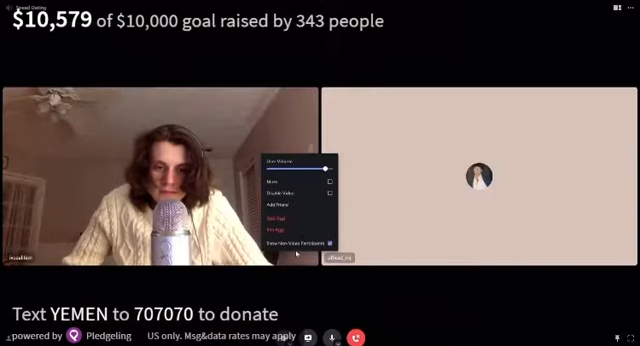 $10,579 of $10,000 goal raised by 343 people
User Volume
Mute
Disable Video
Add Friend
Show Non-Video Participants
Text YEMEN to 707070 to donate
powered by Pledgeling US only. Msg&data rates may apply